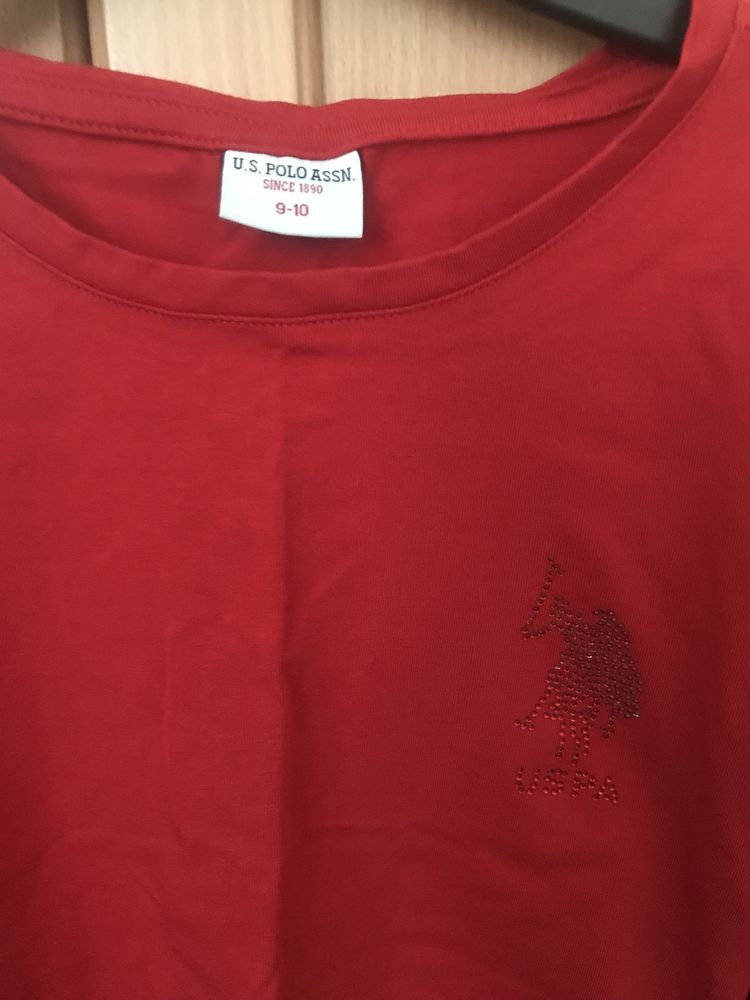 U.S. POLO ASSN.
SINCE 1890
9-10
USPA